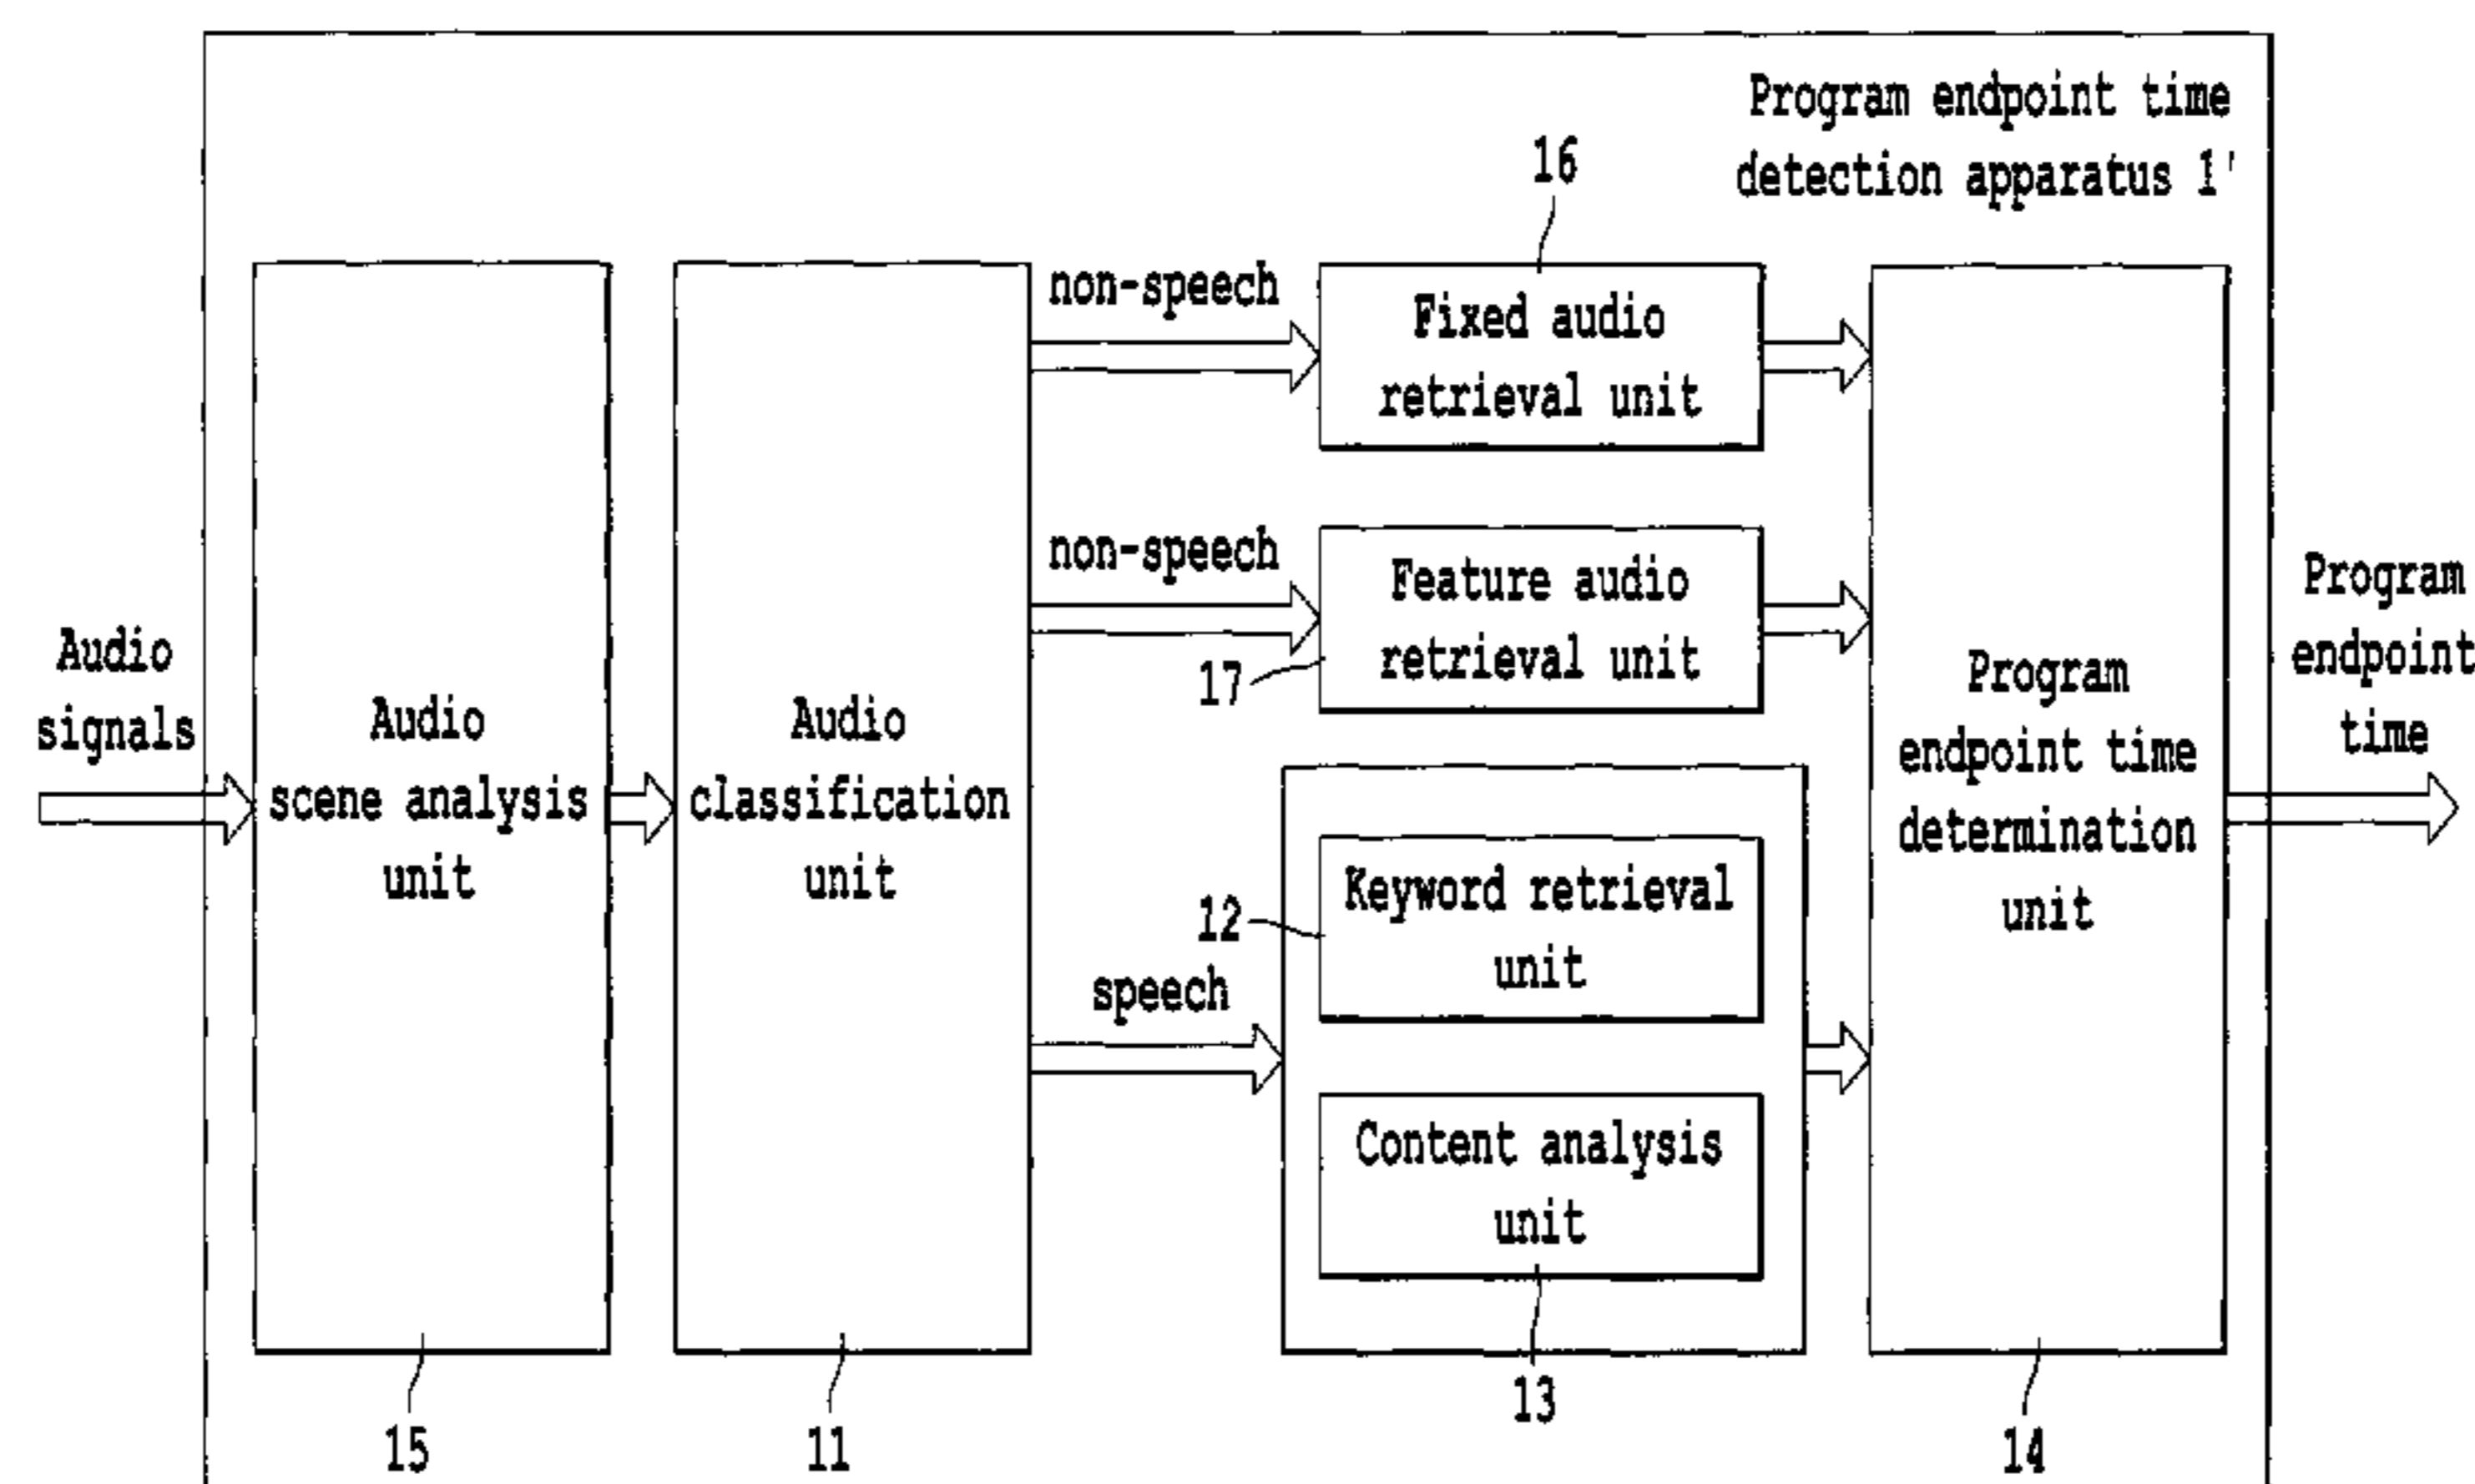 Program endpoint time
detection apparatus 1'
16
non-speech
Fixed audio
retrieval unit
non-speech
Feature audio
retrieval unit
17
Audio
signals
Audio
scene analysis
unit
Audio
classification
unit
Program
endpoint time
determination
unit
Program
endpoint
time
12
Keyword retrieval
unit
speech
Content analysis
unit
13
15
11
14